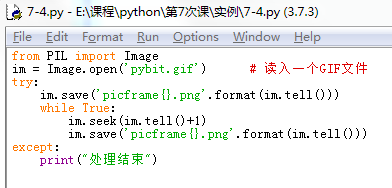 7-4.py - E:\课程\python\第7次课\实例\7-4.py (3.7.3)
File Edit Format Run Options Window Help
from PIL import Image
im = Image.open('pybit.gif')      # 读入一个GIF文件
try:
    im.save('picframe{}.png'.format(im.tell()))
    while True:
        im.seek(im.tell()+1)
        im.save('picframe{}.png'.format(im.tell()))
except:
    print("处理结束")